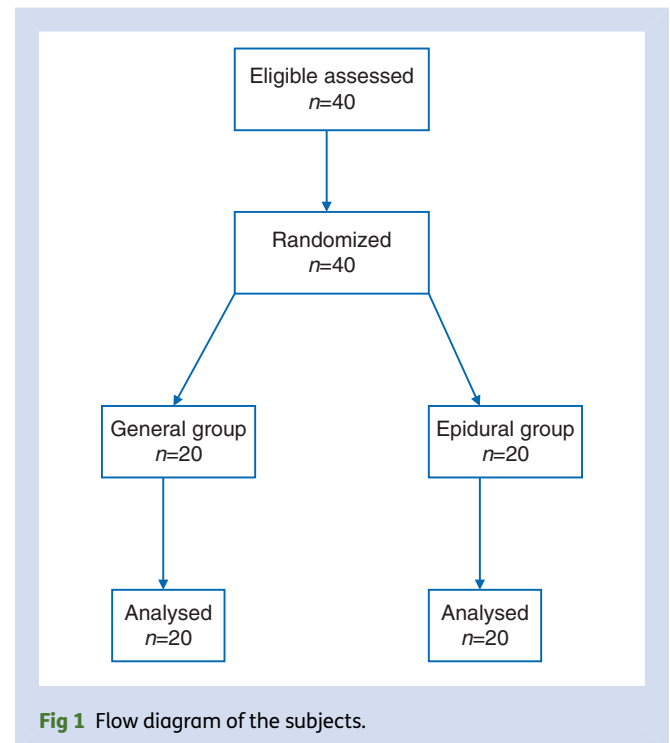 Eligible assessed
n=40
Randomized
n=40
General group
n=20
Epidural group
n=20
Analysed
n=20
Analysed
n=20
Fig 1 Flow diagram of the subjects.